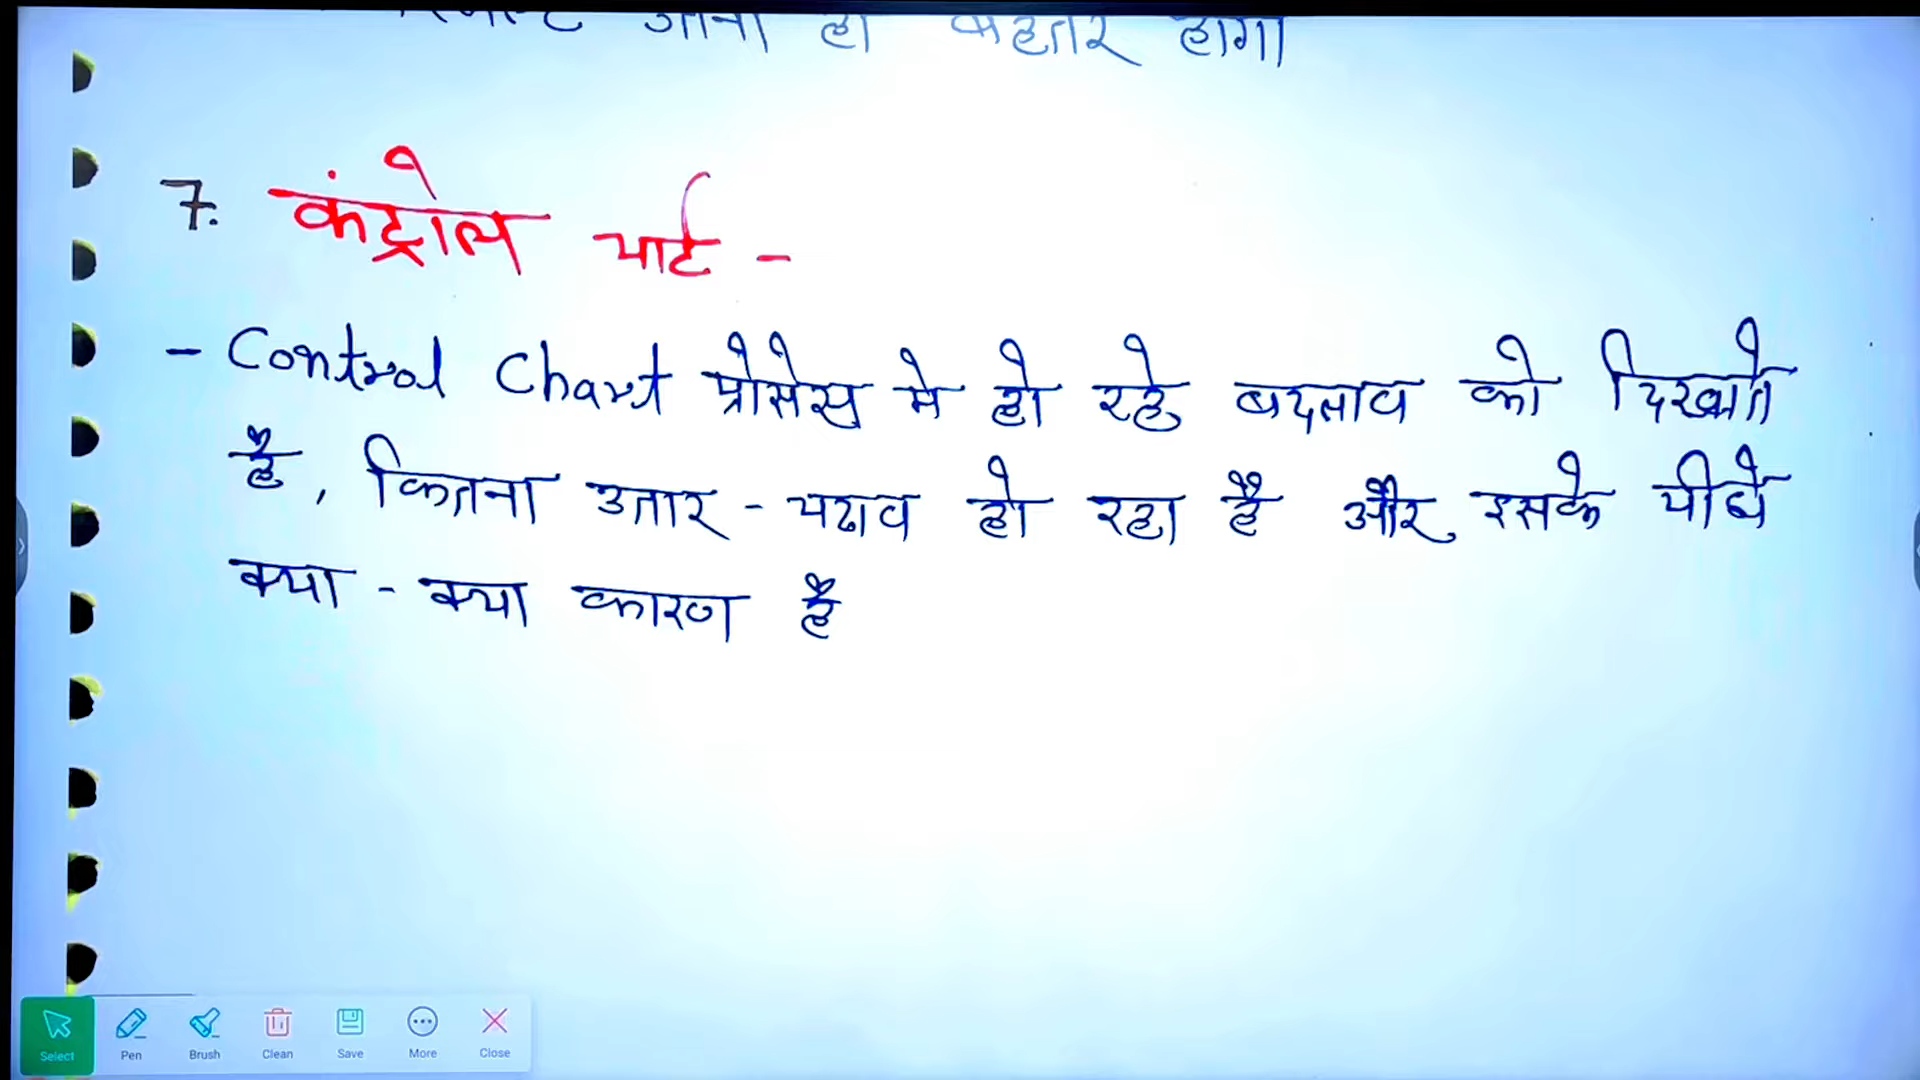 जाना ही बेहतर होगा
7. कंट्रोल चार्ट -
- Control Chart प्रोसेस मे हो रहे बदलाव को दिखाते
है, कितना उतार - चढाव हो रहा है और इसके पीछे
क्या - क्या कारण है
Select Pen Brush Clean Save More Close